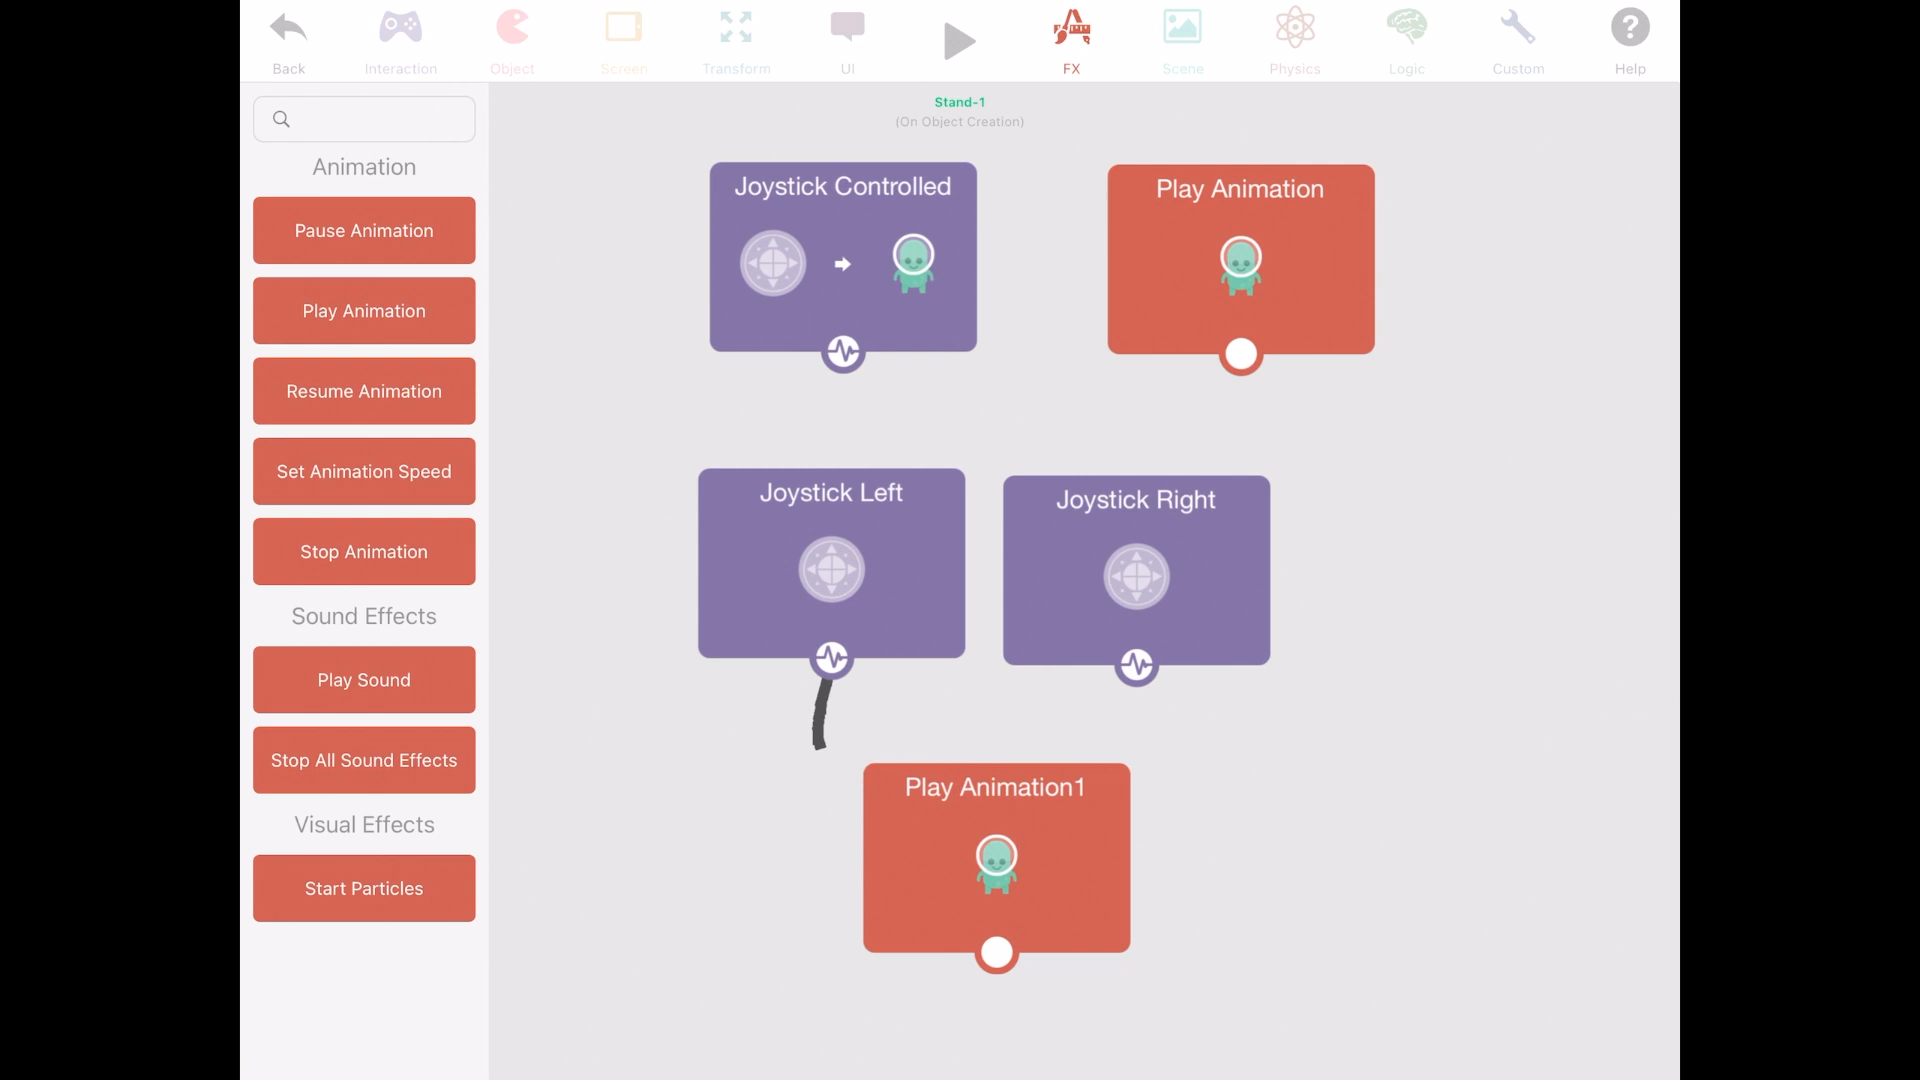 Back
Interaction
Object
Screen
Transform
UI
FX
Scene
Physics
Logic
Custom
Help
Stand-1
(On Object Creation)
Animation
Pause Animation
Play Animation
Resume Animation
Set Animation Speed
Stop Animation
Sound Effects
Play Sound
Stop All Sound Effects
Visual Effects
Start Particles
Joystick Controlled
Play Animation
Joystick Left
Joystick Right
Play Animation1